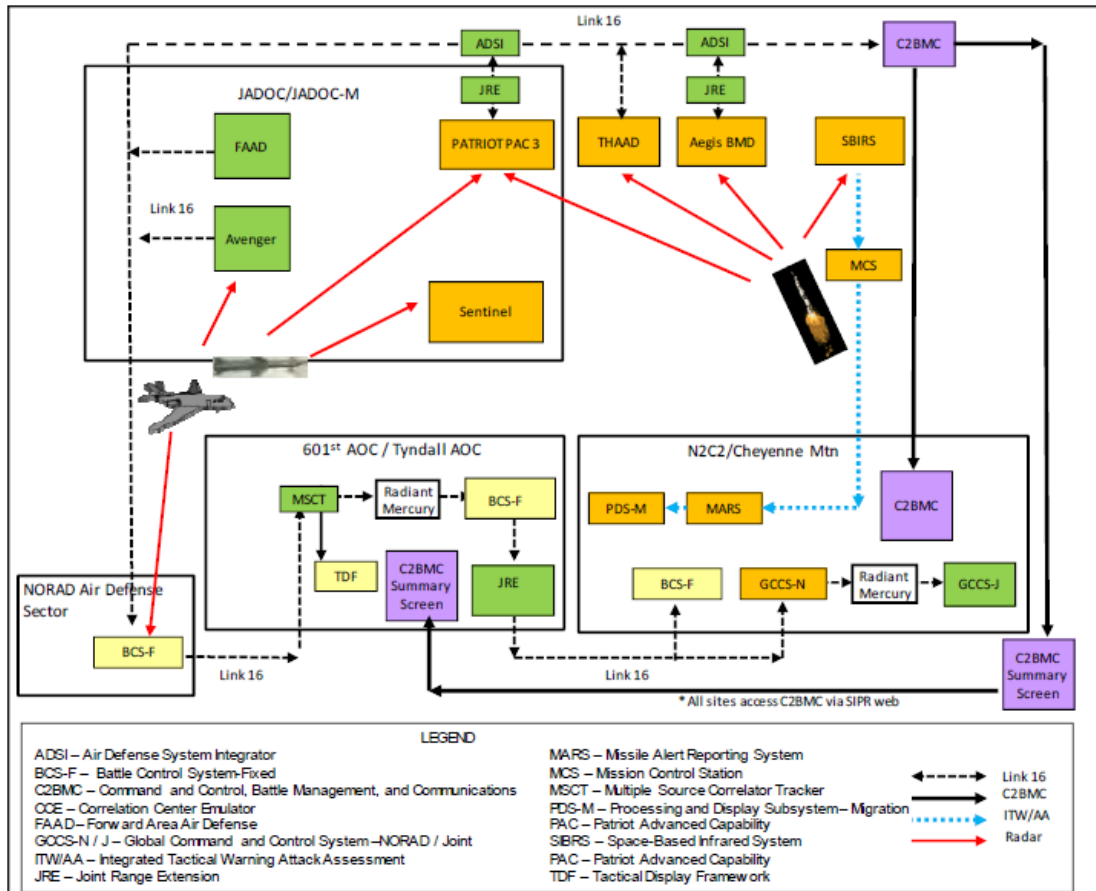 Link 16
ADSI
ADSI
C2BMC
JADOC/JADOC-M
JRE
JRE
FAAD
PATRIOT PAC 3
THAAD
Aegis BMD
SBIRS
Link 16
Avenger
MCS
Sentinel
601st AOC / Tyndall AOC
N2C2/Cheyenne Mtn
MSCT
Radiant
Mercury
BCS-F
PDS-M
MARS
C2BMC
TDF
C2BMC
Summary
Screen
JRE
BCS-F
GCCS-N
Radiant
Mercury
GCCS-J
NORAD Air Defense
Sector
BCS-F
Link 16
Link 16
C2BMC
Summary
Screen
* All sites access C2BMC via SIPR web
LEGEND
ADSI – Air Defense System Integrator
BCS-F – Battle Control System-Fixed
C2BMC – Command and Control, Battle Management, and Communications
CCE – Correlation Center Emulator
FAAD – Forward Area Air Defense
GCCS-N / J – Global Command and Control System –NORAD / Joint
ITW/AA – Integrated Tactical Warning Attack Assessment
JRE – Joint Range Extension
MARS – Missile Alert Reporting System
MCS – Mission Control Station
MSCT – Multiple Source Correlator Tracker
PDS-M – Processing and Display Subsystem– Migration
PAC – Patriot Advanced Capability
SIBRS – Space-Based Infrared System
PAC – Patriot Advanced Capability
TDF – Tactical Display Framework
Link 16
C2BMC
ITW/AA
Radar